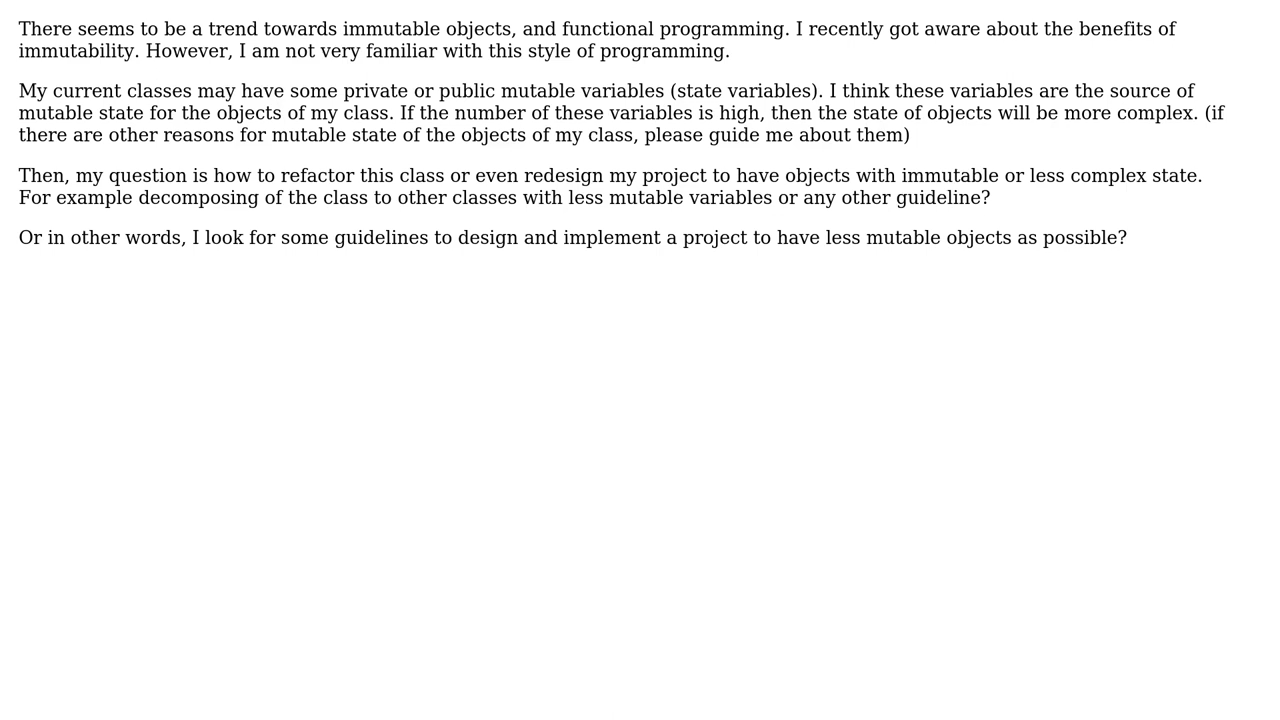 There seems to be a trend towards immutable objects, and functional programming. I recently got aware about the benefits of
immutability. However, I am not very familiar with this style of programming.
My current classes may have some private or public mutable variables (state variables). I think these variables are the source of
mutable state for the objects of my class. If the number of these variables is high, then the state of objects will be more complex. (if
there are other reasons for mutable state of the objects of my class, please guide me about them)
Then, my question is how to refactor this class or even redesign my project to have objects with immutable or less complex state.
For example decomposing of the class to other classes with less mutable variables or any other guideline?
Or in other words, I look for some guidelines to design and implement a project to have less mutable objects as possible?